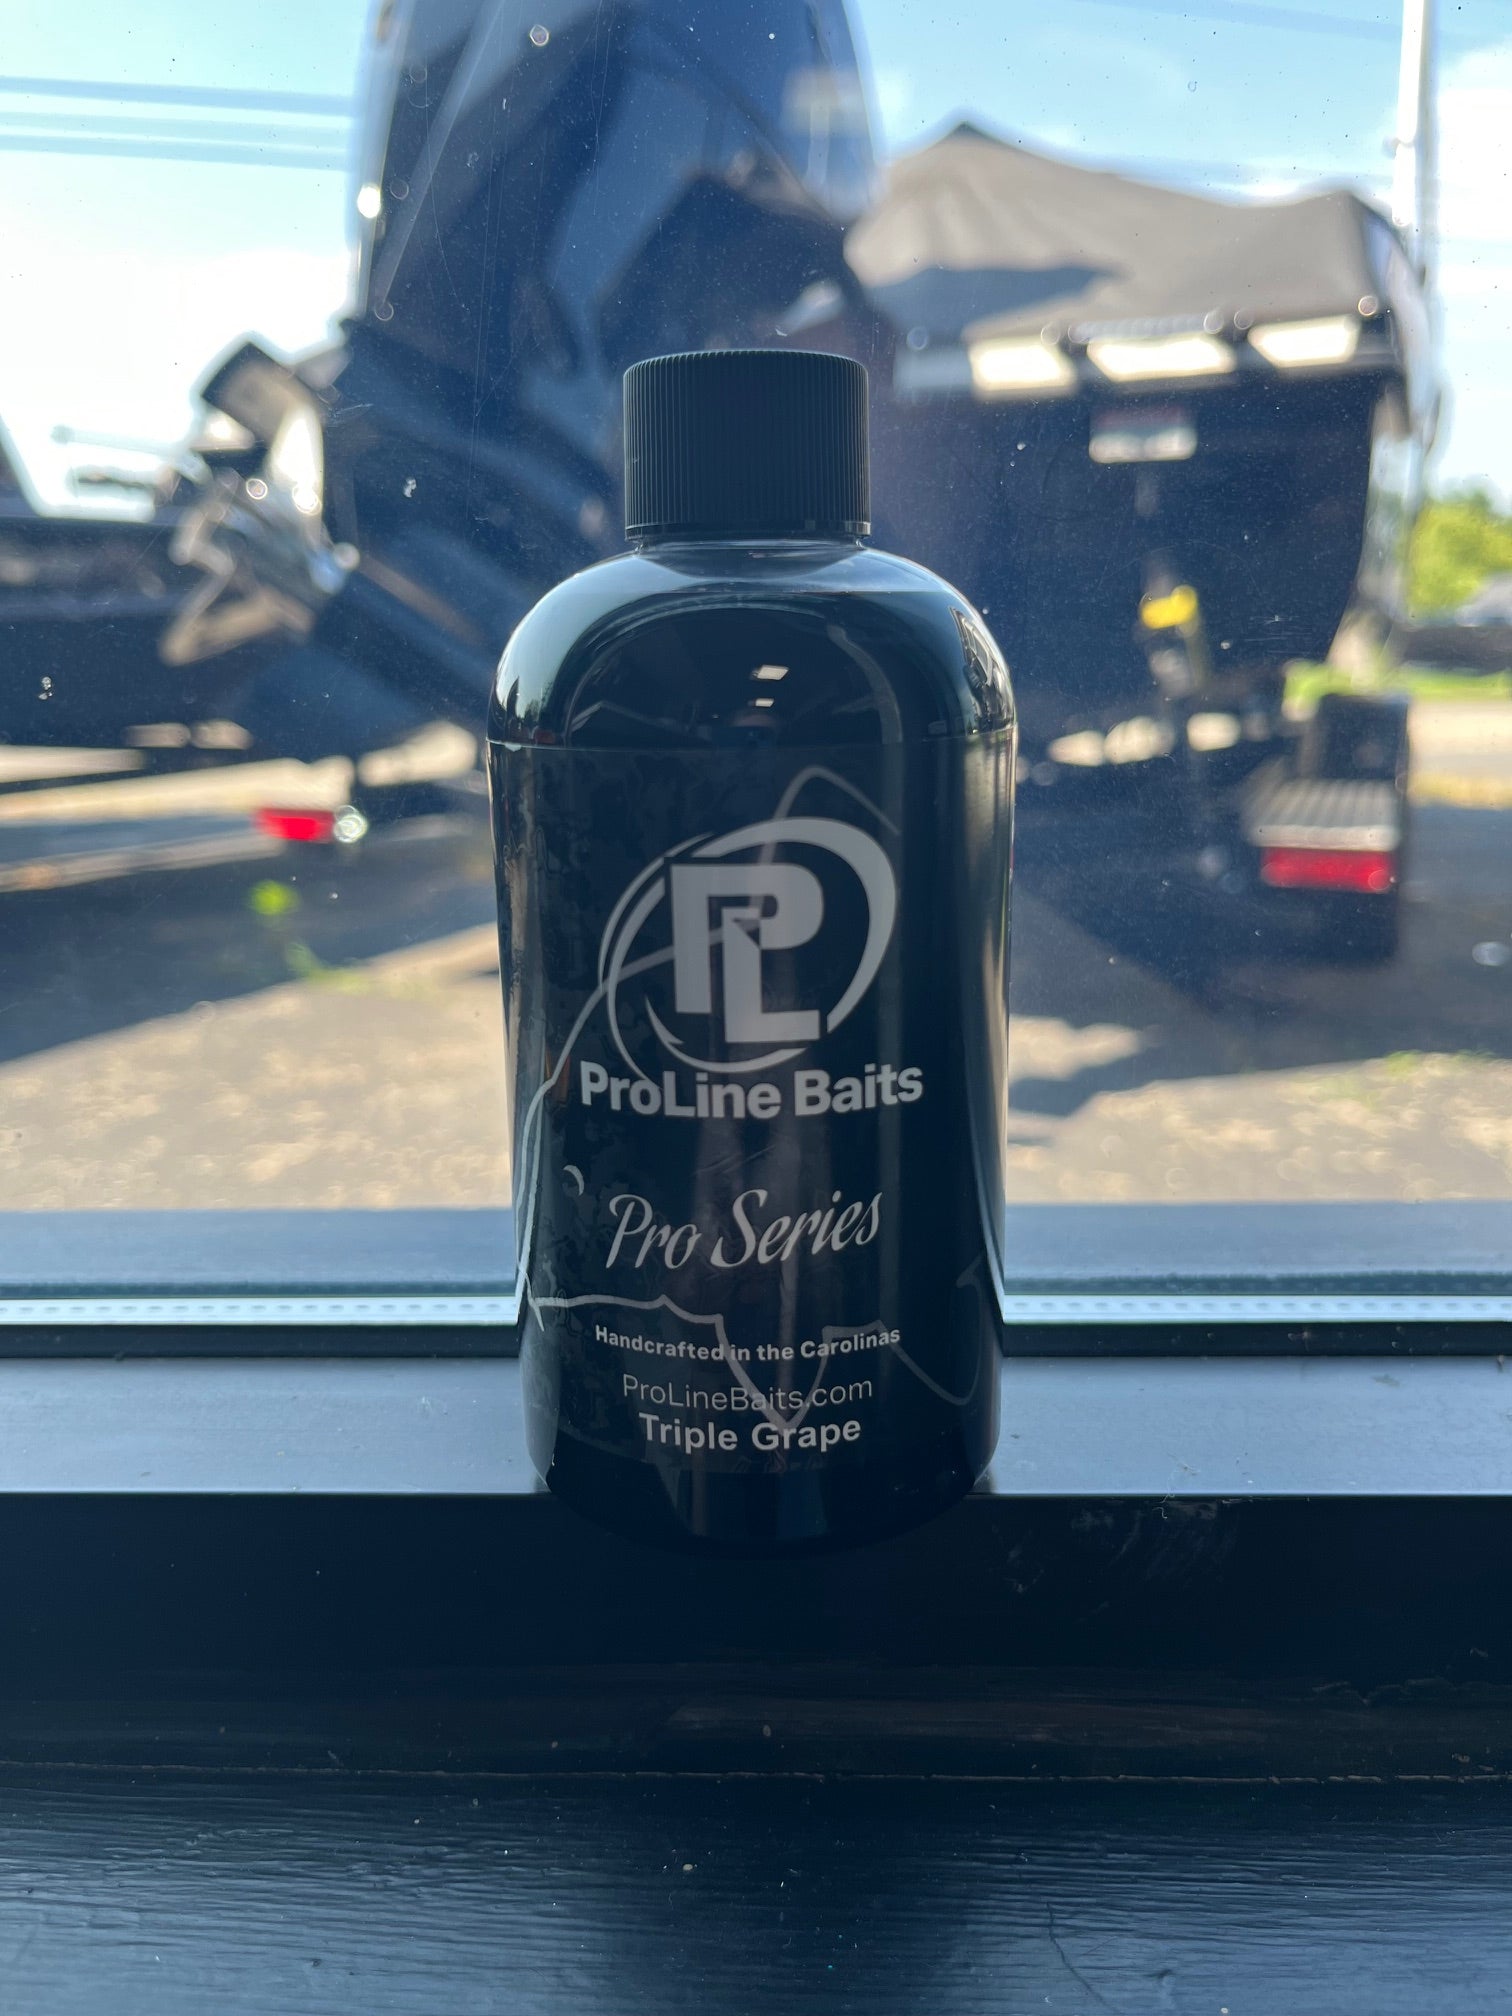 PL
ProLine Baits
Pro Series
Handcrafted in the Carolinas
ProLineBaits.com
Triple Grape